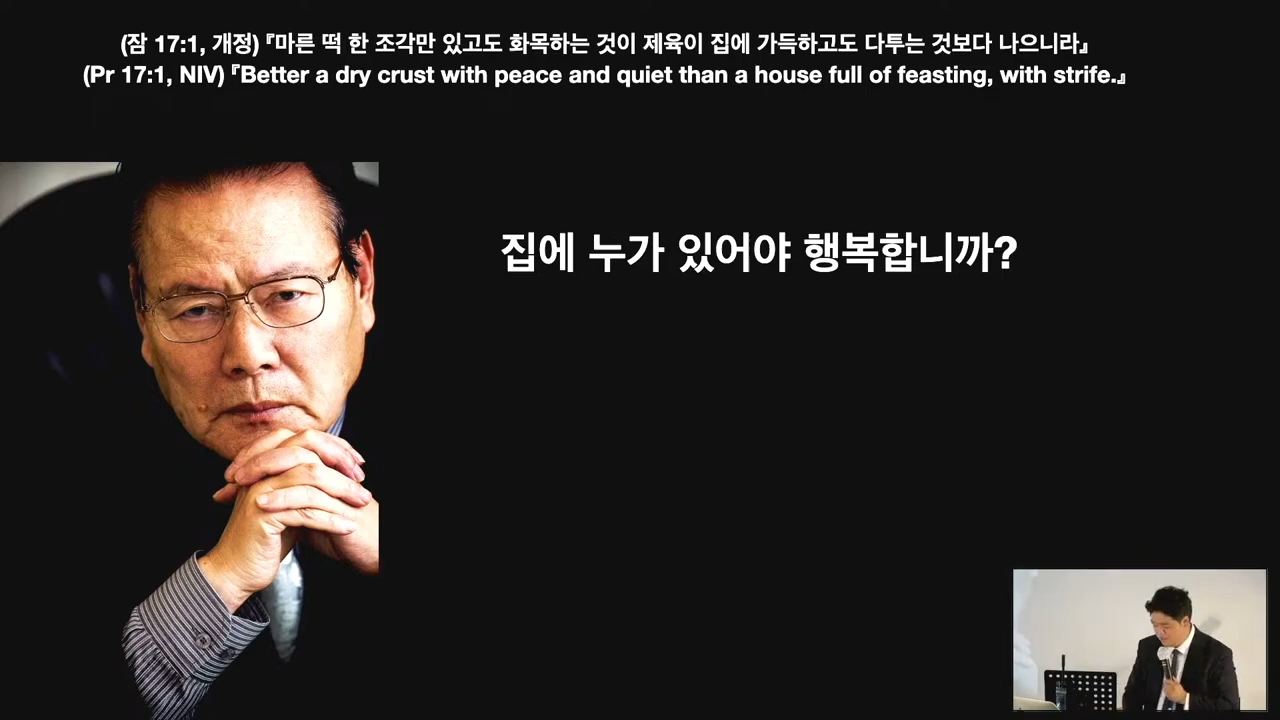 (잠 17:1, 개정)『마른 떡 한 조각만 있고도 화목하는 것이 제육이 집에 가득하고도 다투는 것보다 나으니라』
(Pr 17:1, NIV)『Better a dry crust with peace and quiet than a house full of feasting, with strife.』
집에 누가 있어야 행복합니까?